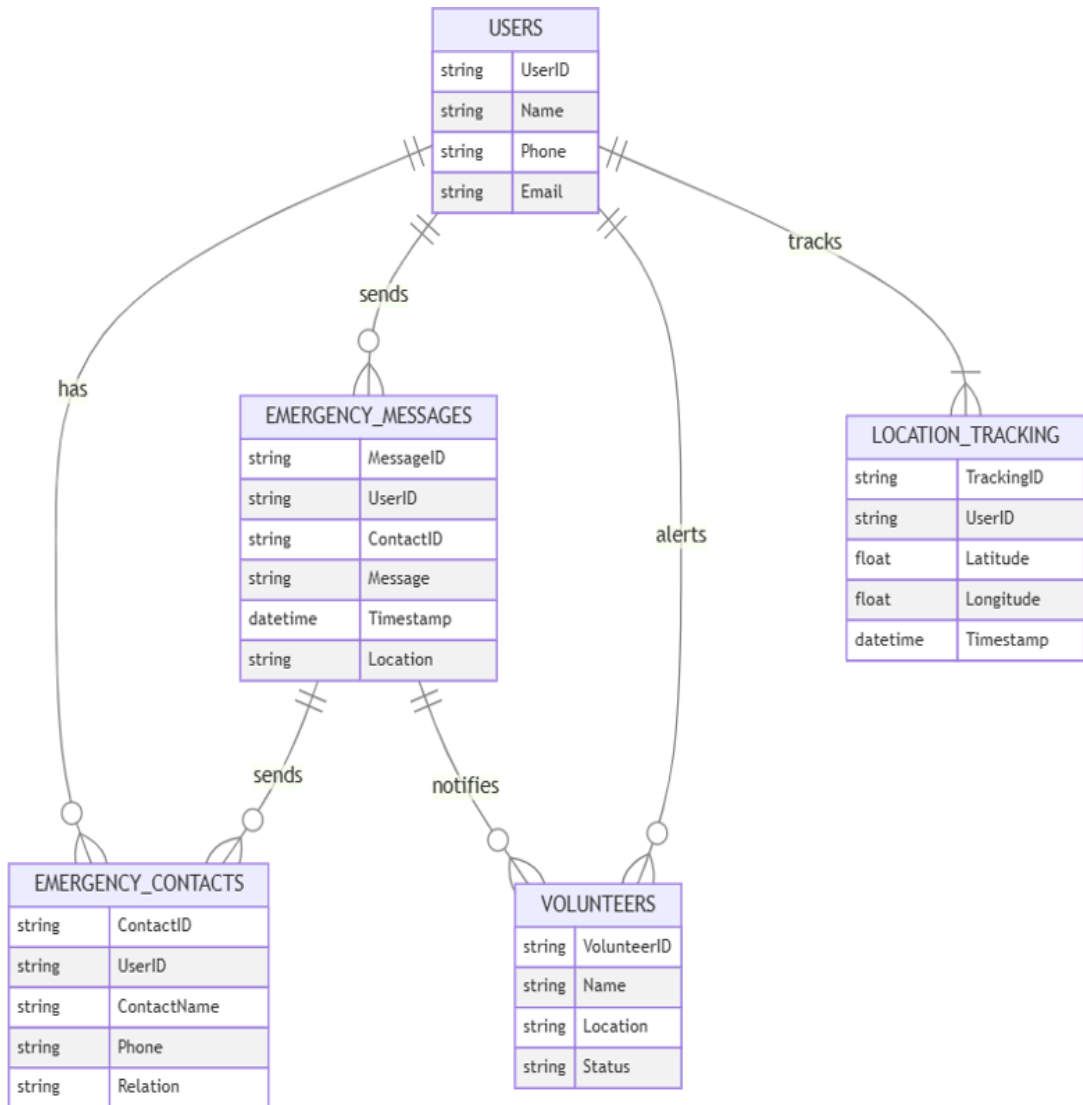 USERS
string UserID
string Name
string Phone
string Email
tracks
sends
has
EMERGENCY_MESSAGES
string MessageID
string UserID
string ContactID
string Message
datetime Timestamp
string Location
LOCATION_TRACKING
string TrackingID
string UserID
float Latitude
float Longitude
datetime Timestamp
alerts
sends
notifies
EMERGENCY_CONTACTS
string ContactID
string UserID
string ContactName
string Phone
string Relation
VOLUNTEERS
string VolunteerID
string Name
string Location
string Status